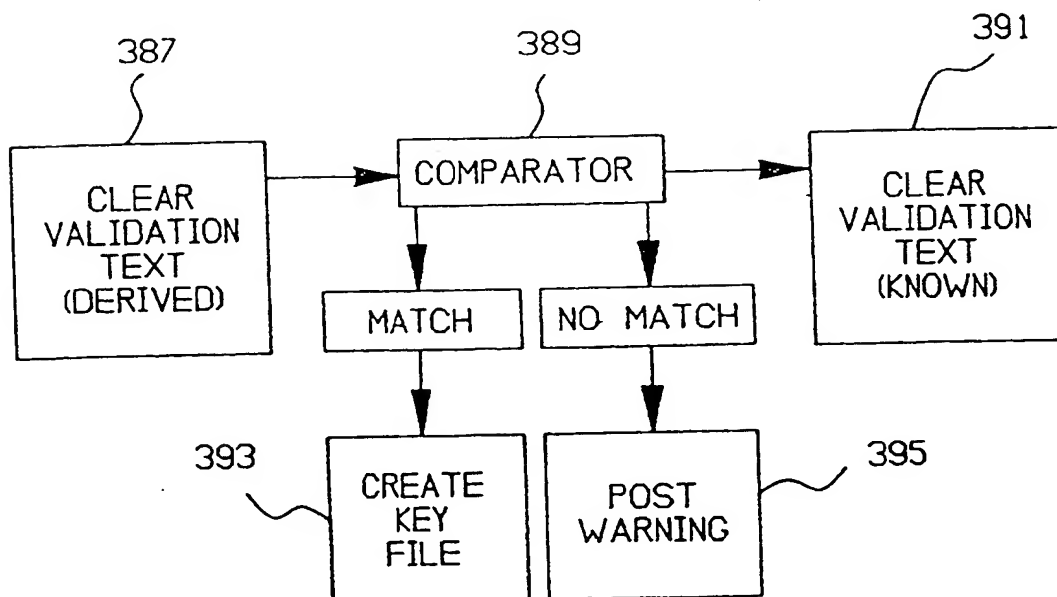 387
389
391
CLEAR
VALIDATION
TEXT
(DERIVED)
COMPARATOR
CLEAR
VALIDATION
TEXT
(KNOWN)
MATCH
NO MATCH
393
CREATE
KEY
FILE
POST
WARNING
395